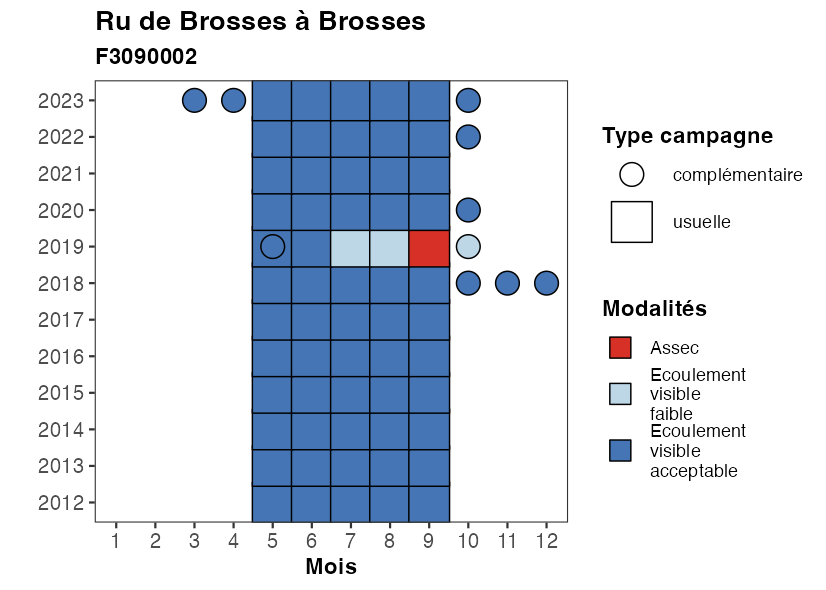 Ru de Brosses à Brosses
F3090002
2023
2022
2021
2020
2019
2018
2017
2016
2015
2014
2013
2012
1 2 3 4 5 6 7 8 9 10 11 12
Mois
Type campagne
complémentaire
usuelle
Modalités
Assec
Ecoulement
visible
faible
Ecoulement
visible
acceptable